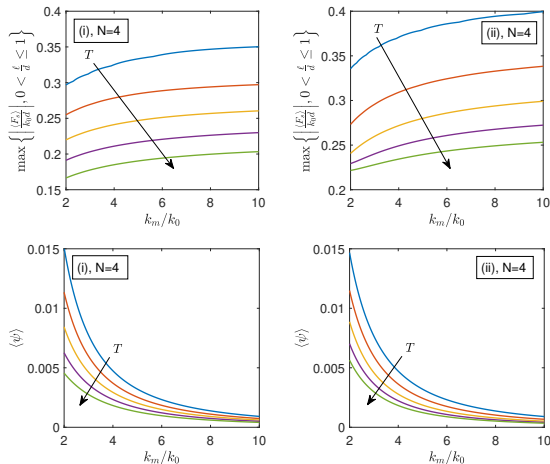 0.4
0.35
0.3
0.25
0.2
0.15
max { | ⟨F_s⟩ / k_0 d | , 0 < ℓ/d ≤ 1 }
(i), N=4
T
2 4 6 8 10
k_m/k_0
0.4
0.35
0.3
0.25
0.2
max { | ⟨F_s⟩ / k_0 d | , 0 < ℓ/d ≤ 1 }
(ii), N=4
T
2 4 6 8 10
k_m/k_0
0.015
0.01
0.005
0
⟨ψ⟩
(i), N=4
T
2 4 6 8 10
k_m/k_0
0.015
0.01
0.005
0
⟨ψ⟩
(ii), N=4
T
2 4 6 8 10
k_m/k_0